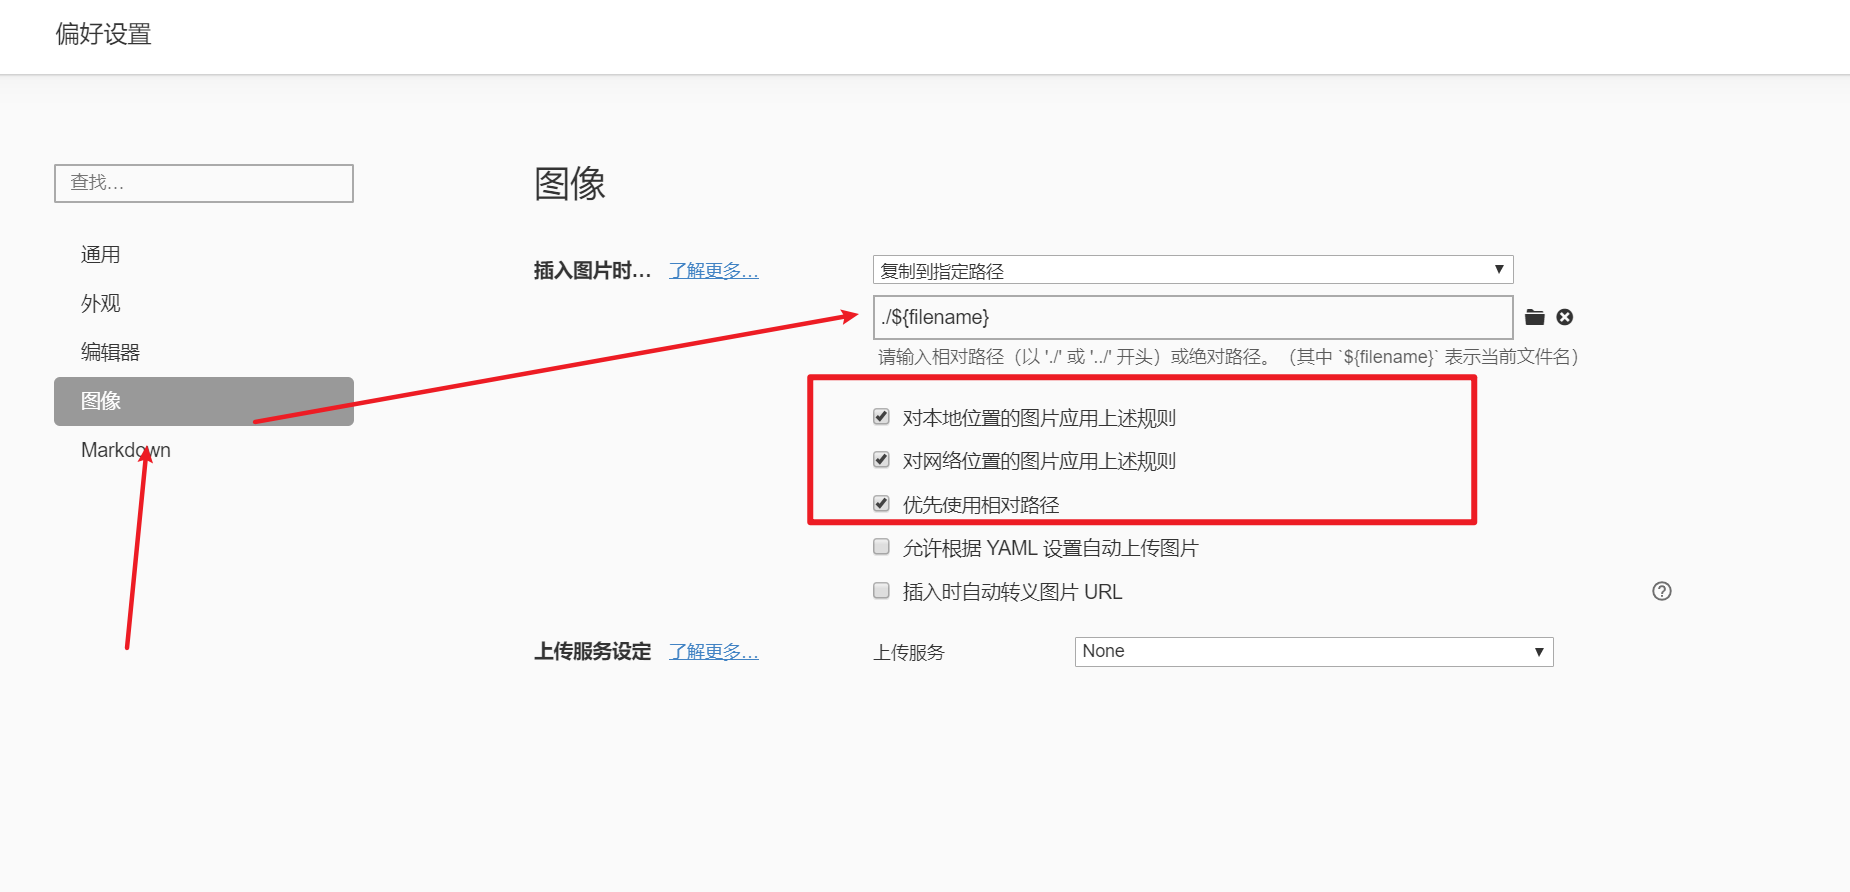 偏好设置
查找...
通用
外观
编辑器
图像
Markdown
图像
插入图片时... 了解更多... 复制到指定路径
./${filename}
请输入相对路径（以 './' 或 '../' 开头）或绝对路径。（其中 `${filename}` 表示当前文件名）
对本地位置的图片应用上述规则
对网络位置的图片应用上述规则
优先使用相对路径
允许根据 YAML 设置自动上传图片
插入时自动转义图片 URL
上传服务设定 了解更多... 上传服务 None